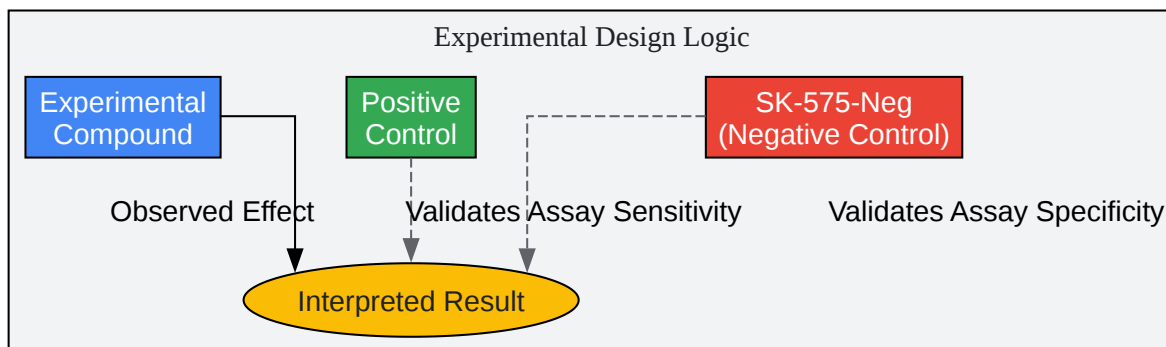 Experimental Design Logic
Experimental
Compound
Positive
Control
SK-575-Neg
(Negative Control)
Observed Effect
Validates Assay Sensitivity
Validates Assay Specificity
Interpreted Result